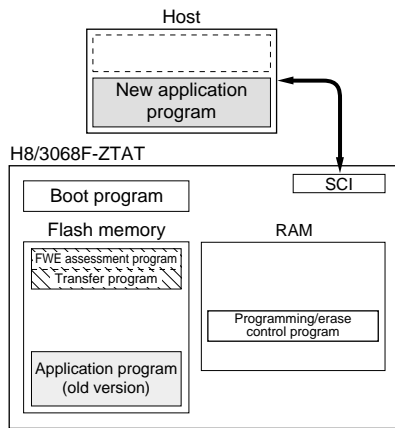 Host
New application
program
H8/3068F-ZTAT
SCI
Boot program
Flash memory
RAM
FWE assessment program
Transfer program
Programming/erase
control program
Application program
(old version)